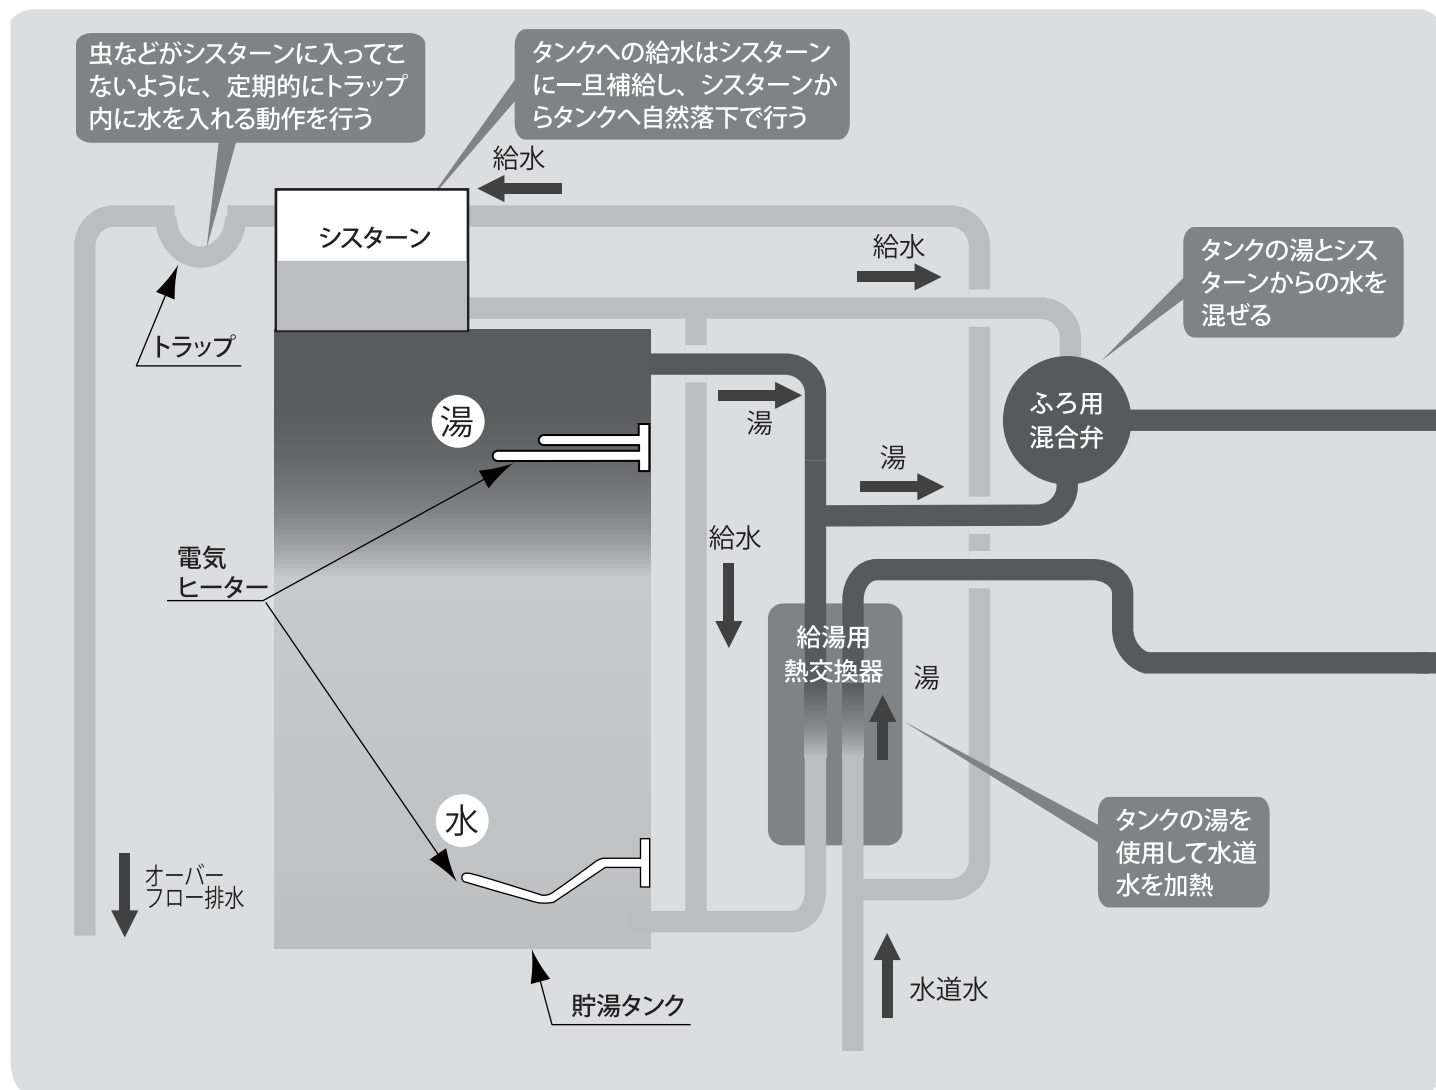 虫などがシスターンに入ってこ
ないように、定期的にトラップ
内に水を入れる動作を行う
タンクへの給水はシスターン
に一旦補給し、シスターンか
らタンクへ自然落下で行う
給水
シスターン
給水
タンクの湯とシス
ターンからの水を
混ぜる
トラップ
湯
湯
ふろ用
混合弁
湯
電気
ヒーター
給水
給湯用
熱交換器
湯
水
タンクの湯を
使用して水道
水を加熱
オーバー
フロー排水
貯湯タンク
水道水